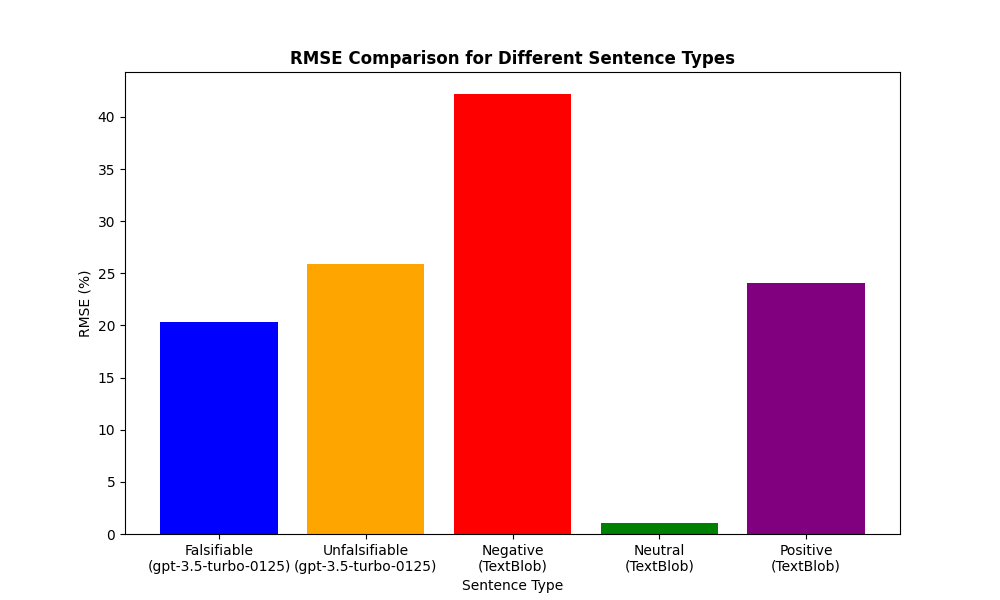 RMSE Comparison for Different Sentence Types
RMSE (%)
40
35
30
25
20
15
10
5
0
Falsifiable
(gpt-3.5-turbo-0125)
Unfalsifiable
(gpt-3.5-turbo-0125)
Negative
(TextBlob)
Neutral
(TextBlob)
Positive
(TextBlob)
Sentence Type